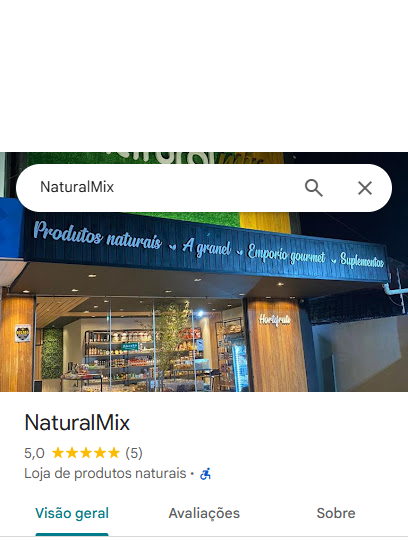 NaturalMix
Produtos naturais A granel Empório gourmet Suplementos
Hortifruti
NaturalMix
5,0 ★★★★★ (5)
Loja de produtos naturais ·
Visão geral Avaliações Sobre